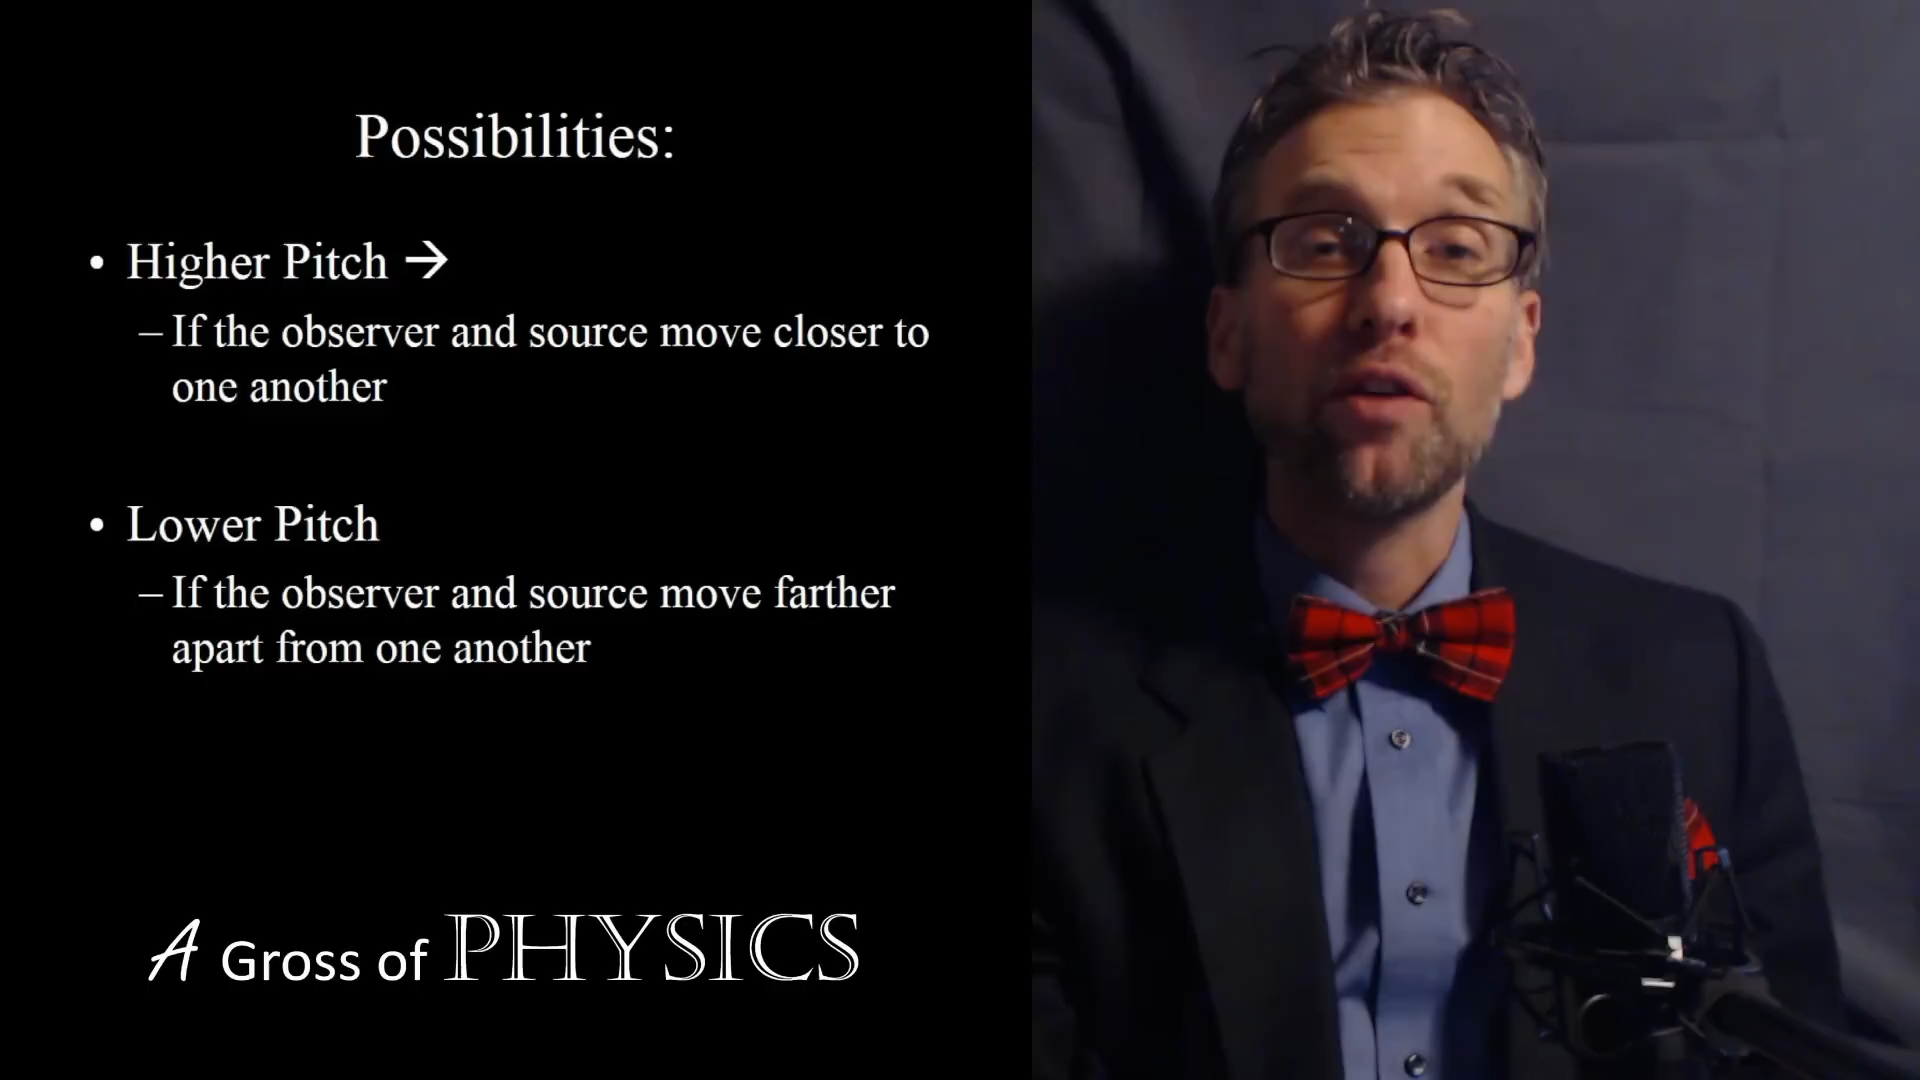 Possibilities:
• Higher Pitch →
– If the observer and source move closer to
one another
• Lower Pitch
– If the observer and source move farther
apart from one another
A Gross of PHYSICS